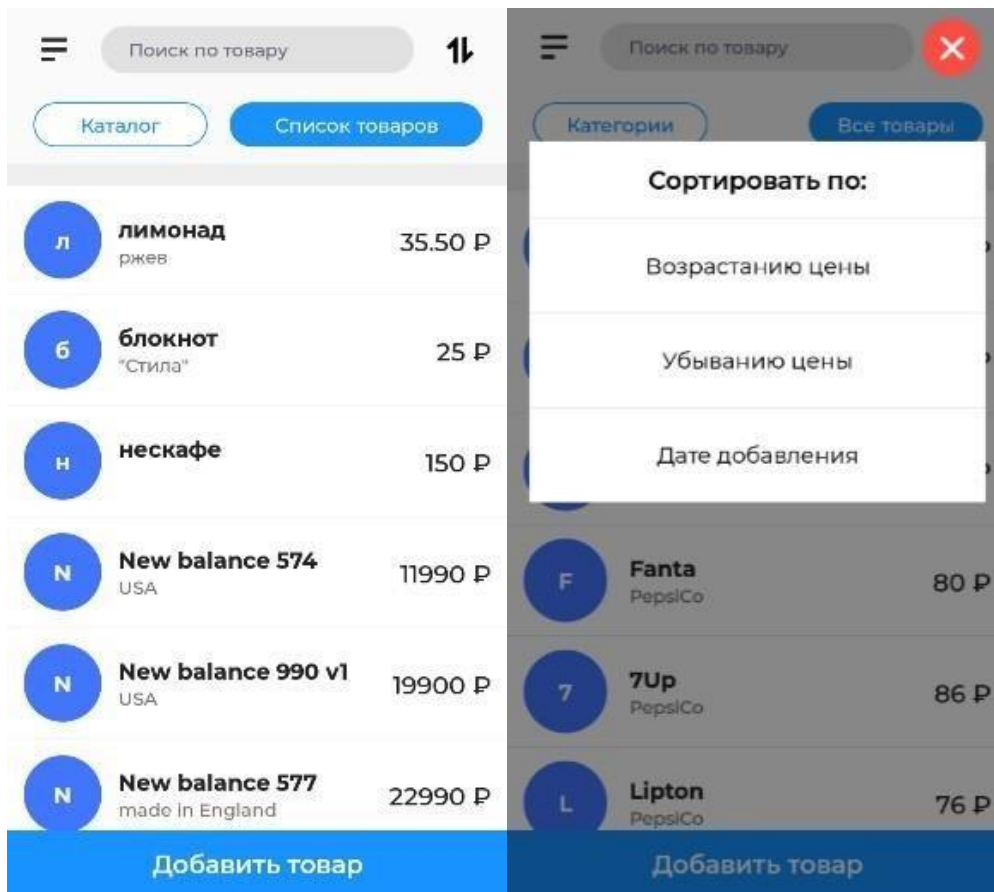 Поиск по товару
Каталог
Список товаров
л
лимонад
ржев
35.50 ₽
б
блокнот
"Стила"
25 ₽
н
нескафе
150 ₽
N
New balance 574
USA
11990 ₽
N
New balance 990 v1
USA
19900 ₽
N
New balance 577
made in England
22990 ₽
Добавить товар
Поиск по товару
Категории
Все товары
Сортировать по:
Возрастанию цены
Убыванию цены
Дате добавления
F
Fanta
PepsiCo
80 ₽
7
7Up
PepsiCo
86 ₽
L
Lipton
PepsiCo
76 ₽
Добавить товар